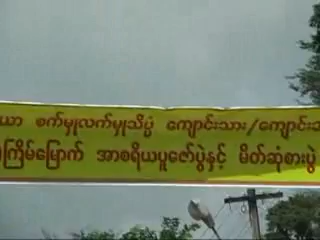 စက်မှုလက်မှုသိပ္ပံ ကျောင်းသား/ကျောင်း
ကြိမ်မြောက် အာစရိယပူဇော်ပွဲနှင့် မိတ်ဆုံစားပွဲ